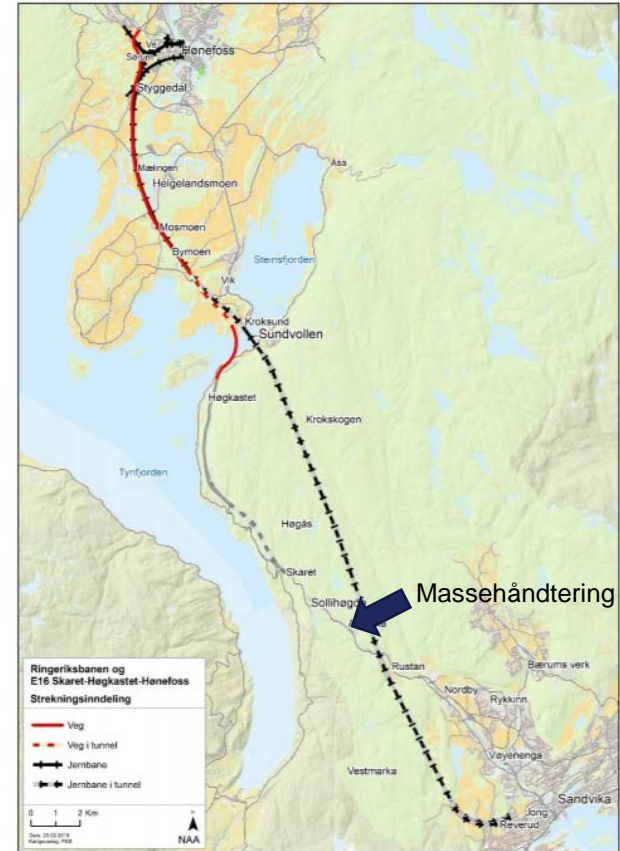 Ve
Hønefoss
Sørum
Styggedal
Åsa
Mælingen
Helgelandsmoen
Mosmoen
Bymoen
Steinsfjorden
Vik
Kroksund
Sundvollen
Høgkastet
Krokskogen
Tyrifjorden
Høgås
Skaret
Massehåndtering
Sollihøgda
Rustan
Bærums verk
Nordby
Rykkinn
Vøyenenga
Vestmarka
Sandvika
Jong
Reverud
Ringeriksbanen og
E16 Skaret-Høgkastet-Hønefoss
Strekningsinndeling
Veg
Veg i tunnel
Jernbane
Jernbane i tunnel
0 1 2 Km
NAA